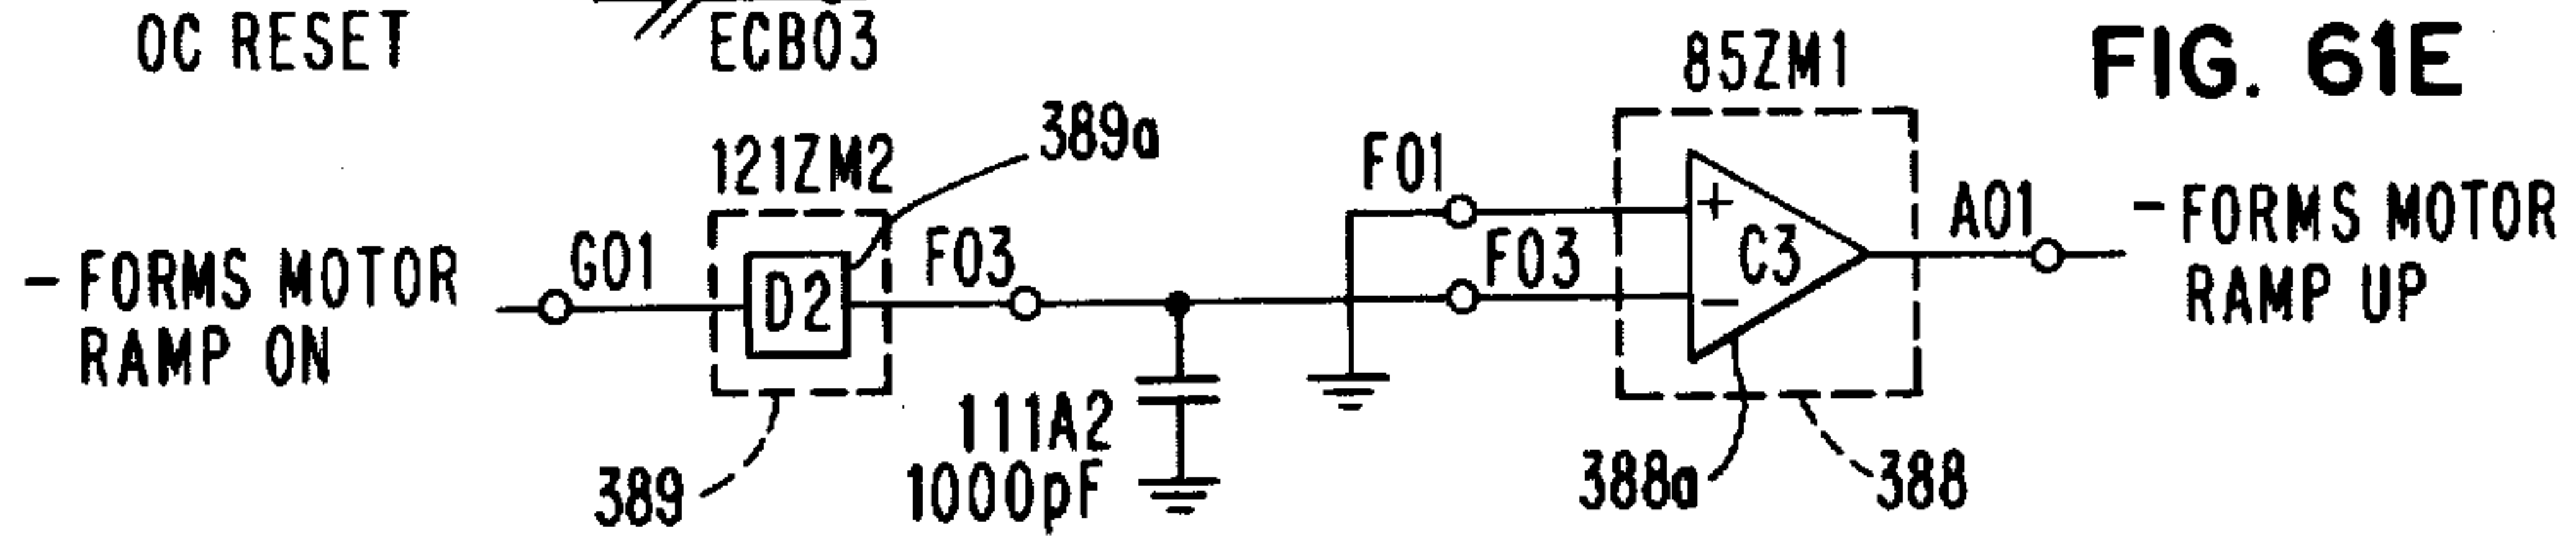 OC RESET
ECB03
FIG. 61E
85ZM1
389a
121ZM2
F01
+
- FORMS MOTOR
RAMP ON
G01
D2
F03
F03
C3
-
A01
- FORMS MOTOR
RAMP UP
111A2
1000pF
389
388a
388